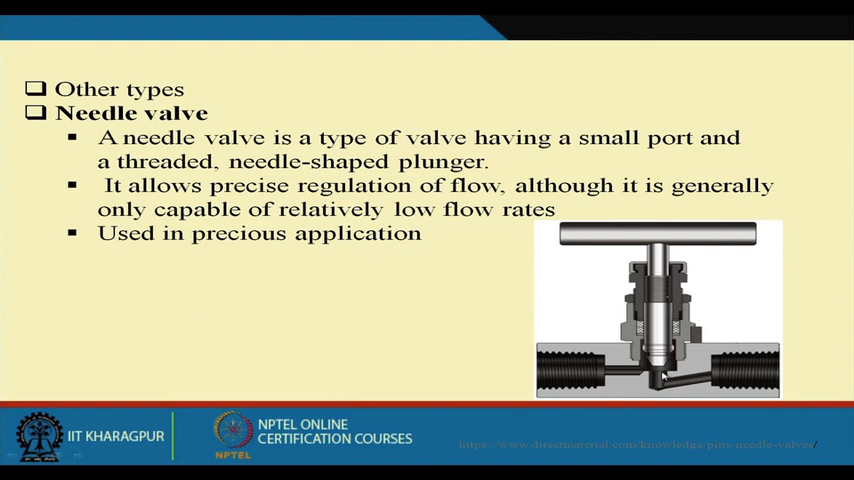 Other types
Needle valve
A needle valve is a type of valve having a small port and
a threaded, needle-shaped plunger.
It allows precise regulation of flow, although it is generally
only capable of relatively low flow rates
Used in precious application
IIT KHARAGPUR
NPTEL
NPTEL ONLINE
CERTIFICATION COURSES
https://www.directmaterial.com/knowledge/pins-needle-valves/